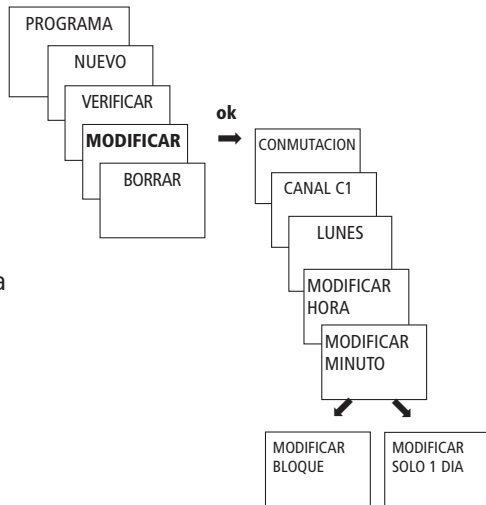 PROGRAMA
NUEVO
VERIFICAR
MODIFICAR
BORRAR
ok
CONMUTACION
CANAL C1
LUNES
MODIFICAR
HORA
MODIFICAR
MINUTO
MODIFICAR
BLOQUE
MODIFICAR
SOLO 1 DIA
a